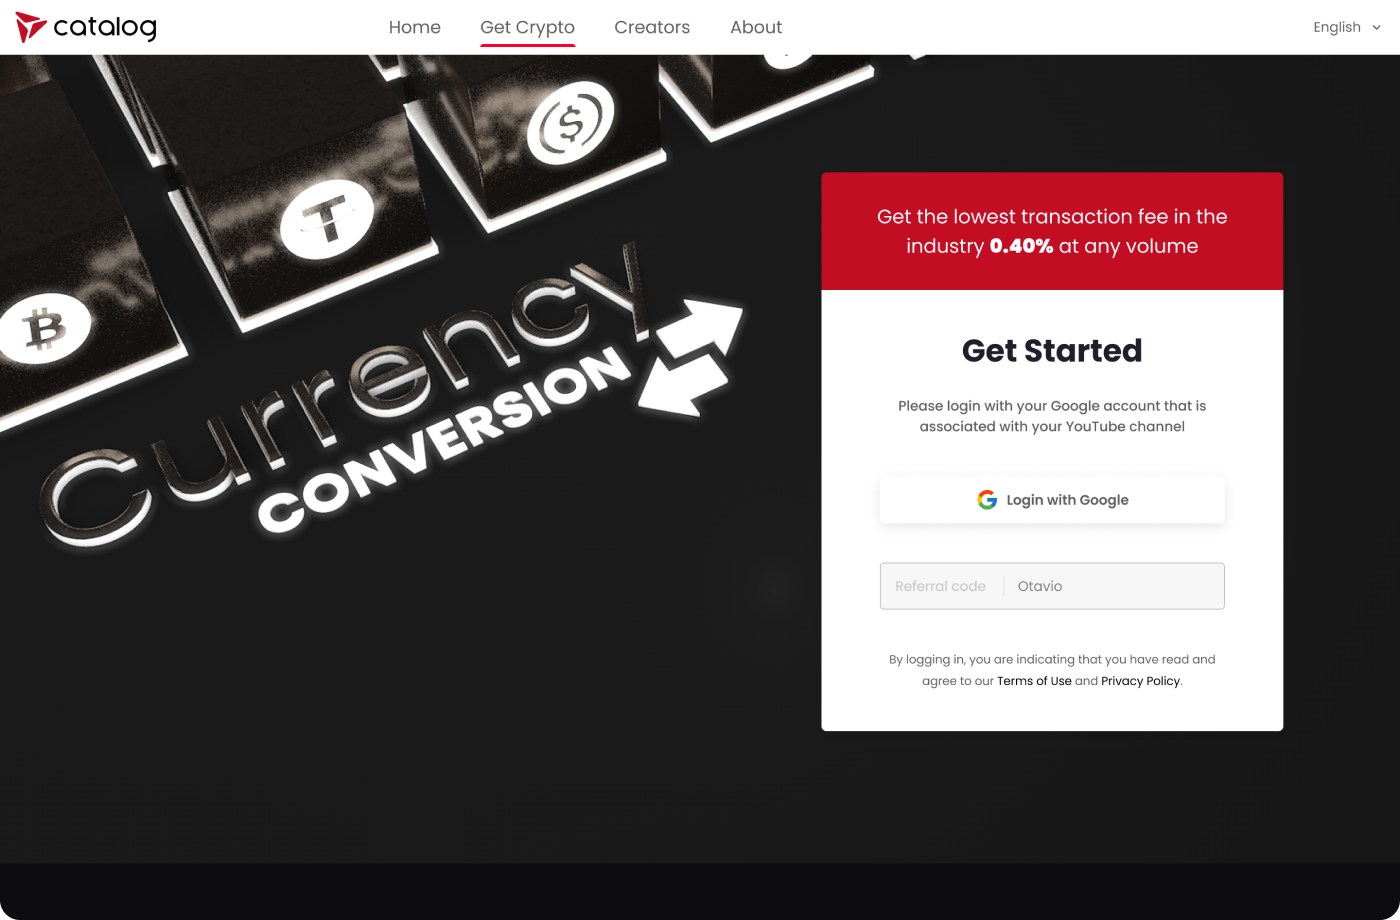 catalog
Home
Get Crypto
Creators
About
English
Currency
CONVERSION
Get the lowest transaction fee in the
industry 0.40% at any volume
Get Started
Please login with your Google account that is
associated with your YouTube channel
Login with Google
Referral code
Otavio
By logging in, you are indicating that you have read and
agree to our Terms of Use and Privacy Policy.